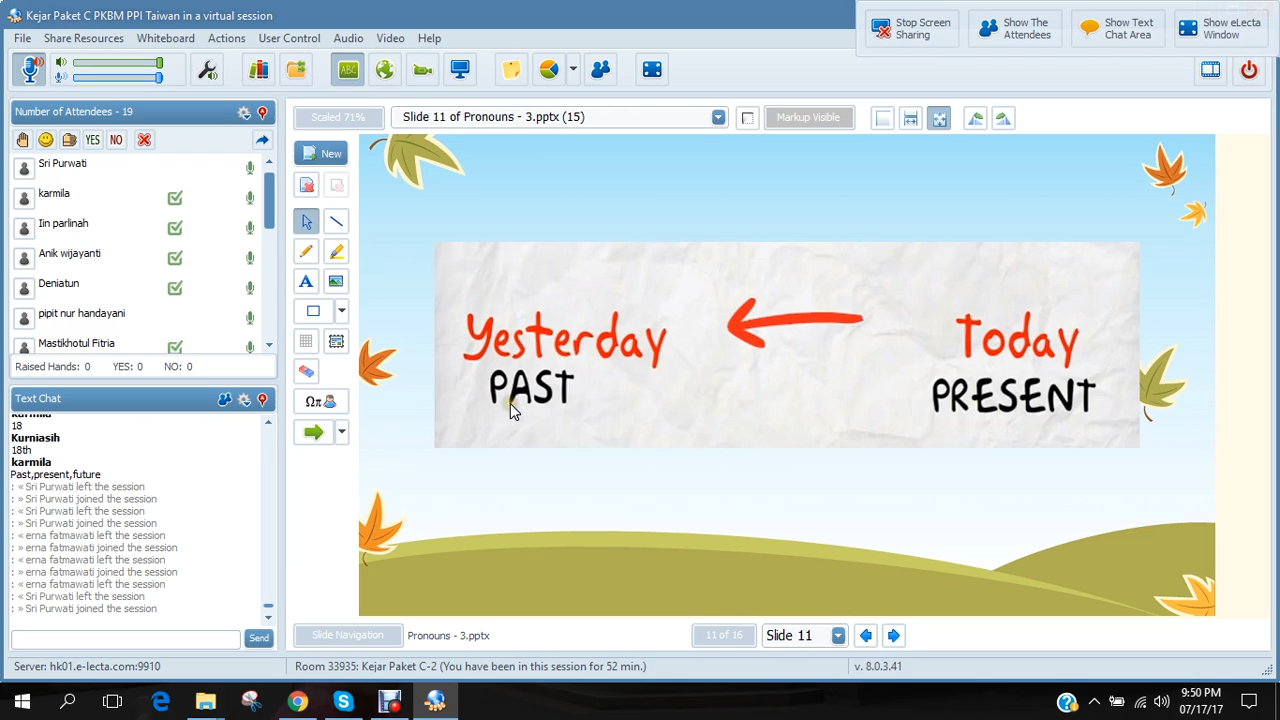 Kejar Paket C PKBM PPI Taiwan in a virtual session
Stop Screen Sharing
Show The Attendees
Show Text Chat Area
Show eLecta Window
File Share Resources Whiteboard Actions User Control Audio Video Help
ABC
Number of Attendees - 19
YES NO
Sri Purwati
karmila
Iin parlinah
Anik wijayanti
Deniatun
pipit nur handayani
Mastikhotul Fitria
Raised Hands: 0 YES: 0 NO: 0
Text Chat
Karmila
18
Kurniasih
18th
karmila
Past,present,future
: « Sri Purwati left the session
: » Sri Purwati joined the session
: « Sri Purwati left the session
: » Sri Purwati joined the session
: « erna fatmawati left the session
: » erna fatmawati joined the session
: « erna fatmawati left the session
: » erna fatmawati joined the session
: « erna fatmawati left the session
: « Sri Purwati left the session
: » Sri Purwati joined the session
Send
Scaled 71%
Slide 11 of Pronouns - 3.pptx (15)
Markup Visible
New
A
Ωπ
Yesterday
PAST
Today
PRESENT
Slide Navigation
Pronouns - 3.pptx
11 of 16
Slide 11
Server: hk01.e-lecta.com:9910
Room 33935: Kejar Paket C-2 (You have been in this session for 52 min.)
v. 8.0.3.41
9:50 PM
07/17/17